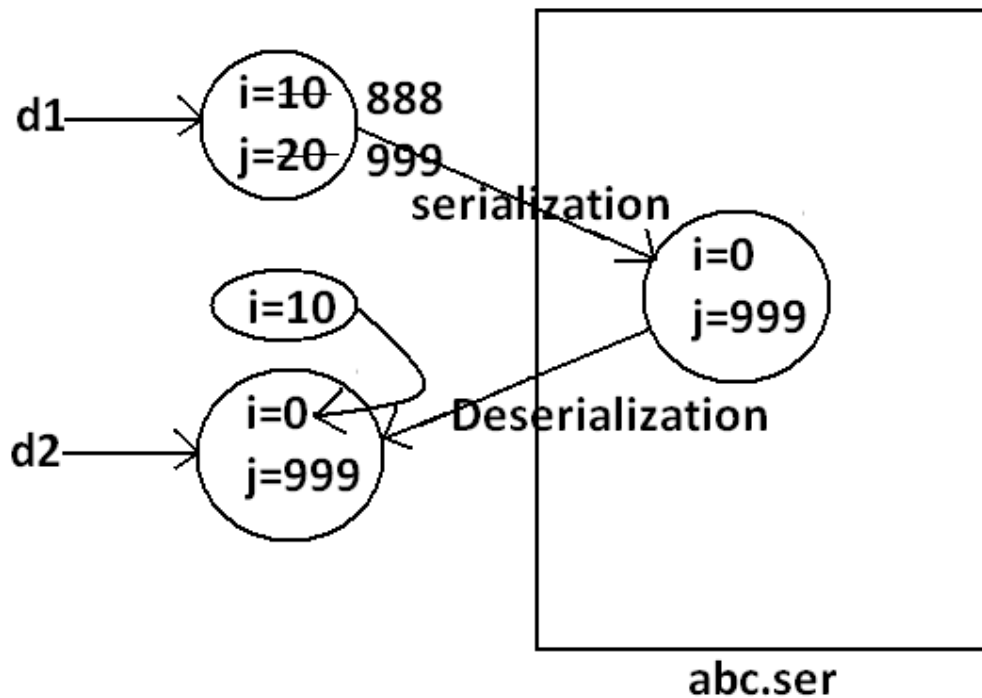 d1
i=10 888
j=20 999
serialization
i=0
j=999
i=10
Deserialization
d2
i=0
j=999
abc.ser